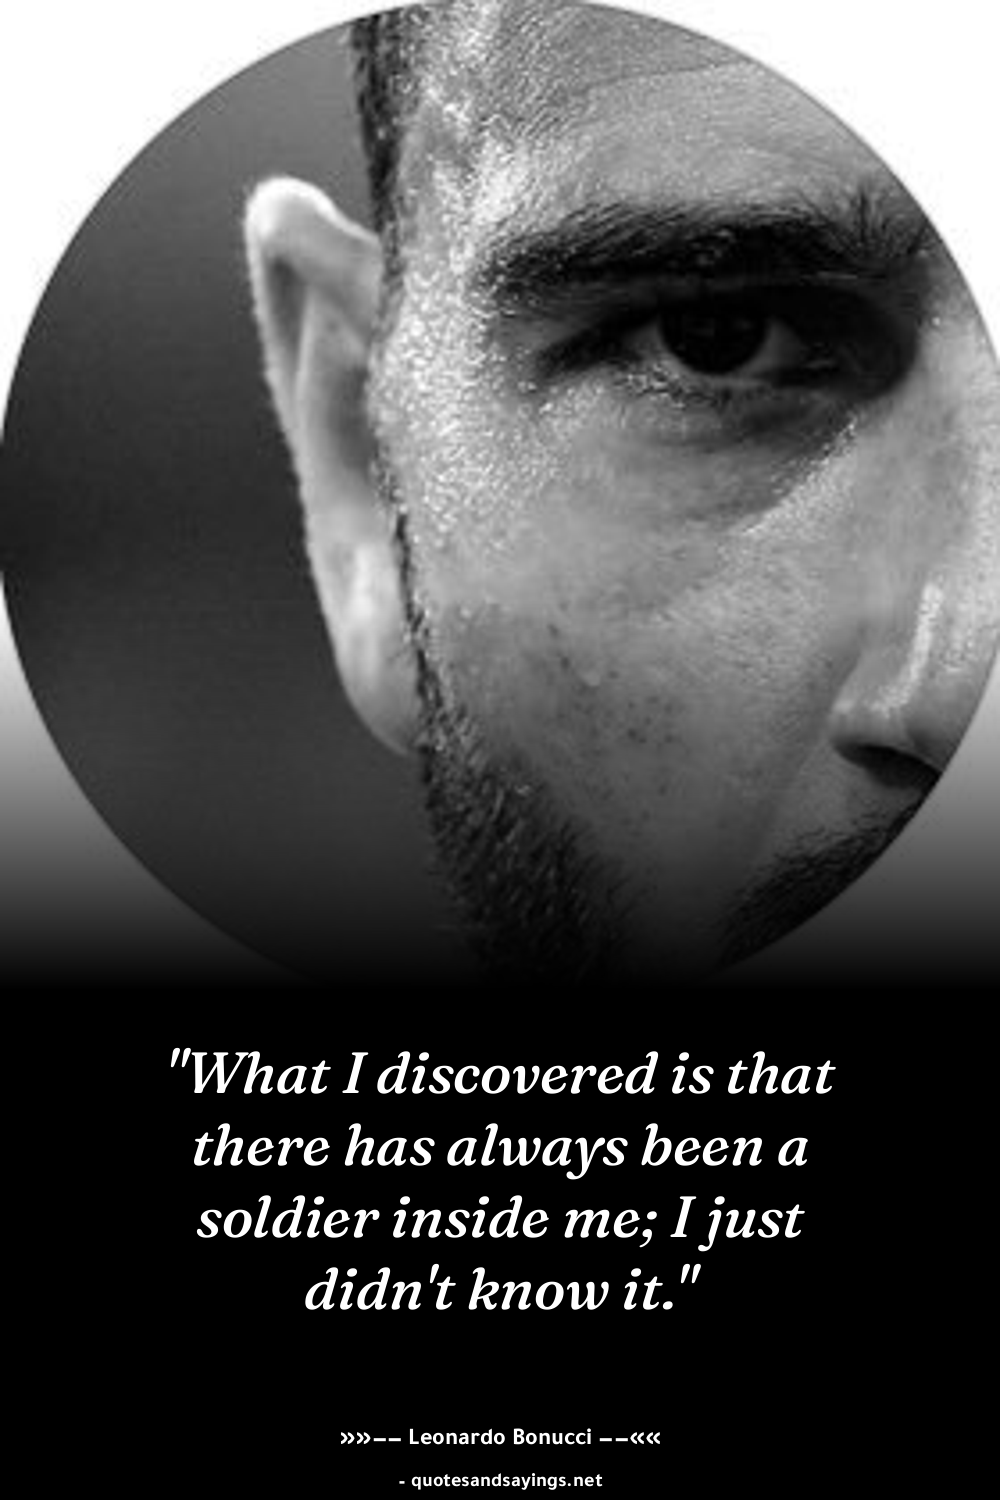 "What I discovered is that
there has always been a
soldier inside me; I just
didn't know it."
»»−− Leonardo Bonucci −−««
- quotesandsayings.net